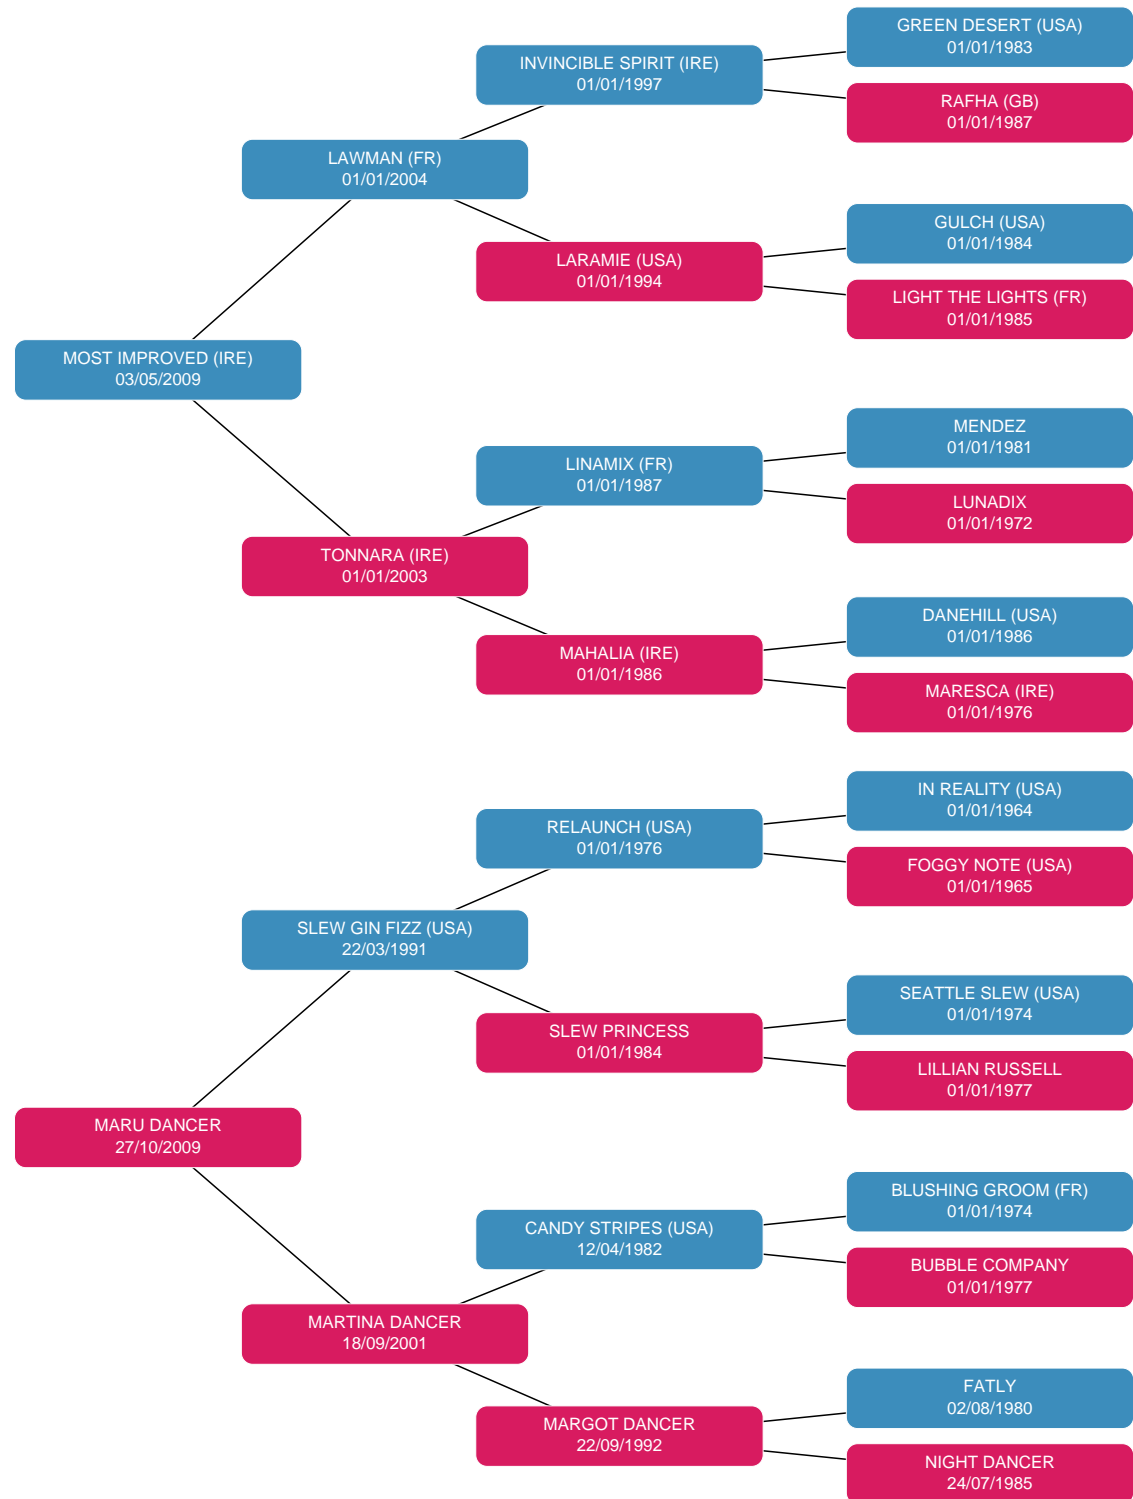 GREEN DESERT (USA)
01/01/1983
INVINCIBLE SPIRIT (IRE)
01/01/1997
RAFHA (GB)
01/01/1987
LAWMAN (FR)
01/01/2004
GULCH (USA)
01/01/1984
LARAMIE (USA)
01/01/1994
LIGHT THE LIGHTS (FR)
01/01/1985
MOST IMPROVED (IRE)
03/05/2009
MENDEZ
01/01/1981
LINAMIX (FR)
01/01/1987
LUNADIX
01/01/1972
TONNARA (IRE)
01/01/2003
DANEHILL (USA)
01/01/1986
MAHALIA (IRE)
01/01/1986
MARESCA (IRE)
01/01/1976
IN REALITY (USA)
01/01/1964
RELAUNCH (USA)
01/01/1976
FOGGY NOTE (USA)
01/01/1965
SLEW GIN FIZZ (USA)
22/03/1991
SEATTLE SLEW (USA)
01/01/1974
SLEW PRINCESS
01/01/1984
LILLIAN RUSSELL
01/01/1977
MARU DANCER
27/10/2009
BLUSHING GROOM (FR)
01/01/1974
CANDY STRIPES (USA)
12/04/1982
BUBBLE COMPANY
01/01/1977
MARTINA DANCER
18/09/2001
FATLY
02/08/1980
MARGOT DANCER
22/09/1992
NIGHT DANCER
24/07/1985